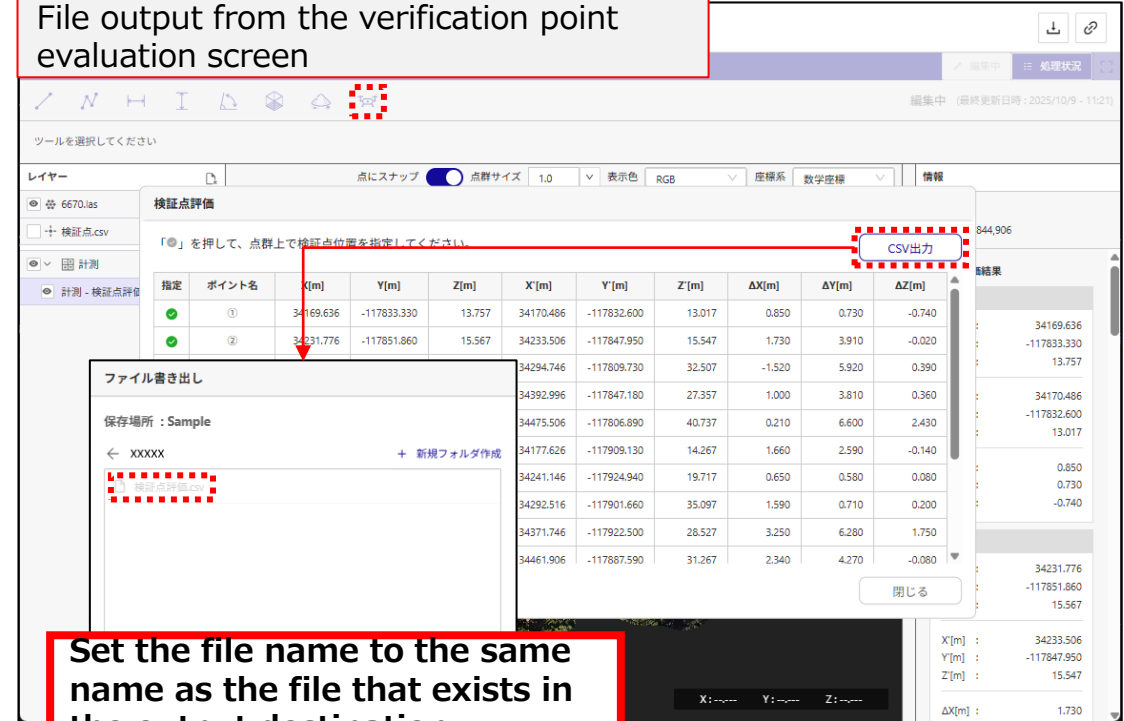 File output from the verification point
evaluation screen
編集中
処理状況
編集中 (最終更新日時 : 2025/10/9 - 11:21)
ツールを選択してください
レイヤー
点にスナップ 点群サイズ 1.0 表示色 RGB 座標系 数学座標
情報
6670.las
検証点.csv
計測
計測 - 検証点評価
844,906
検証点評価
「」を押して、点群上で検証点位置を指定してください。
CSV出力
指定 ポイント名 X[m] Y[m] Z[m] X'[m] Y'[m] Z'[m] ΔX[m] ΔY[m] ΔZ[m]
① 34169.636 -117833.330 13.757 34170.486 -117832.600 13.017 0.850 0.730 -0.740
② 34231.776 -117851.860 15.567 34233.506 -117847.950 15.547 1.730 3.910 -0.020
34294.746 -117809.730 32.507 -1.520 5.920 0.390
34392.996 -117847.180 27.357 1.000 3.810 0.360
34475.506 -117806.890 40.737 0.210 6.600 2.430
34177.626 -117909.130 14.267 1.660 2.590 -0.140
34241.146 -117924.940 19.717 0.650 0.580 0.080
34292.516 -117901.660 35.097 1.590 0.710 0.200
34371.746 -117922.500 28.527 3.250 6.280 1.750
34461.906 -117887.590 31.267 2.340 4.270 -0.080
閉じる
ファイル書き出し
保存場所 : Sample
← XXXXX
+ 新規フォルダ作成
検証点評価.csv
Set the file name to the same
name as the file that exists in
the output destination
X:--,--- Y:--,--- Z:--,---
結果
: 34169.636
: -117833.330
: 13.757
: 34170.486
: -117832.600
: 13.017
: 0.850
: 0.730
: -0.740
: 34231.776
: -117851.860
: 15.567
X'[m] : 34233.506
Y'[m] : -117847.950
Z'[m] : 15.547
ΔX[m] : 1.730